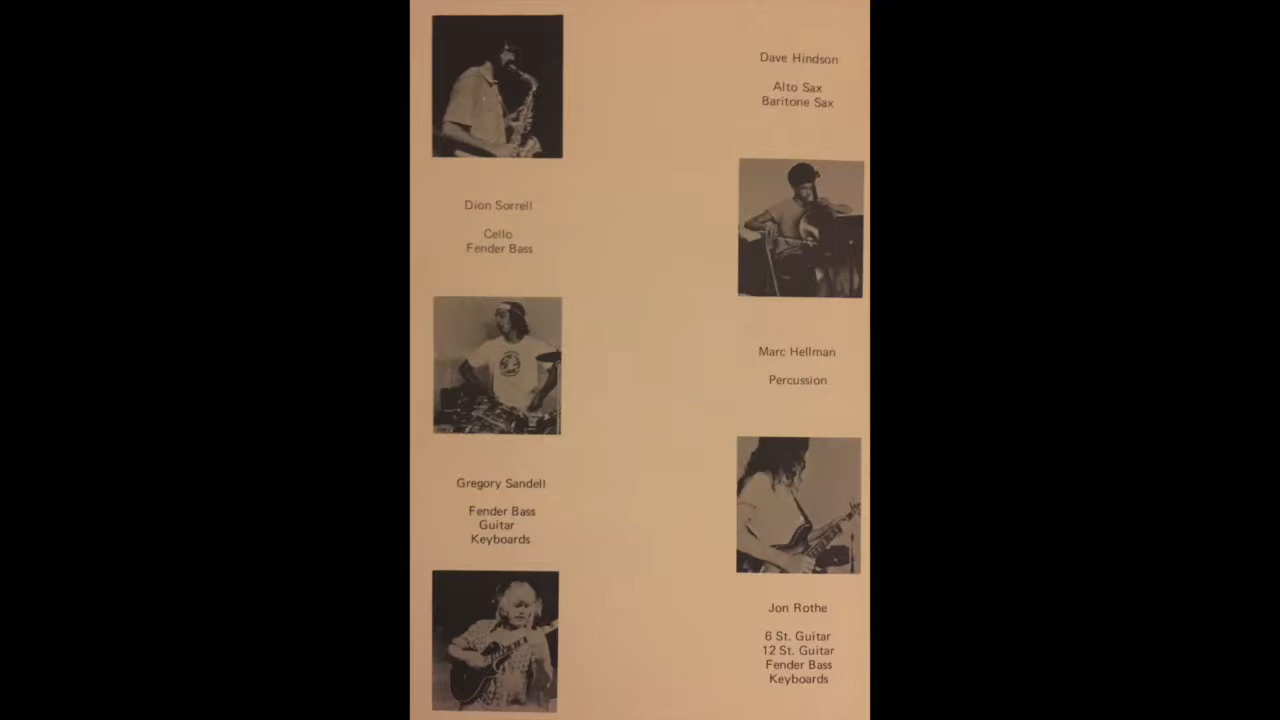 Dave Hindson
Alto Sax
Baritone Sax
Dion Sorrell
Cello
Fender Bass
Marc Hellman
Percussion
Gregory Sandell
Fender Bass
Guitar
Keyboards
Jon Rothe
6 St. Guitar
12 St. Guitar
Fender Bass
Keyboards